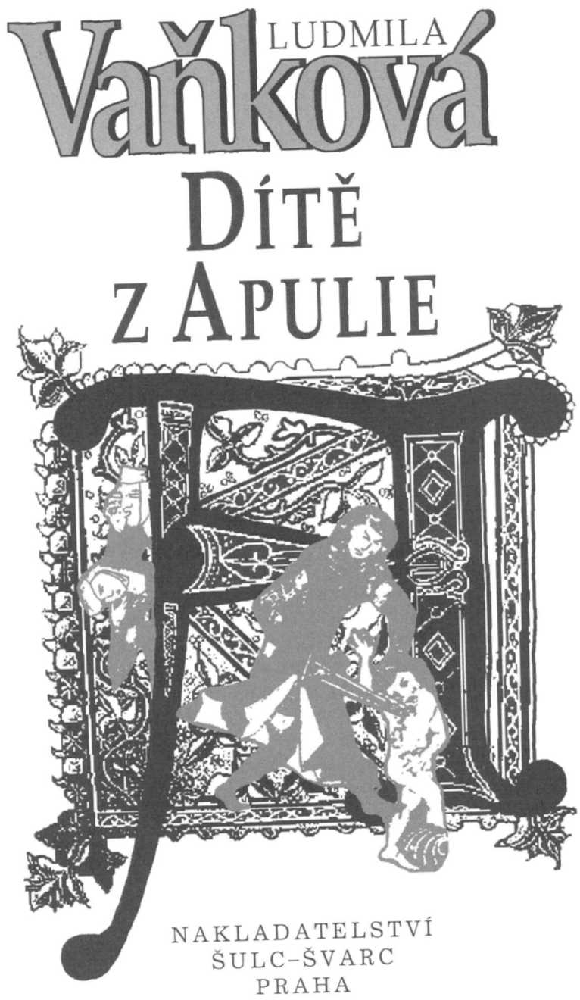 LUDMILA
Vaňková
DÍTĚ
Z APULIE
NAKLADATELSTVÍ
ŠULC–ŠVARC
PRAHA